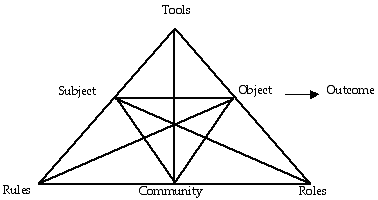 Tools
Subject
Object
Outcome
Rules
Community
Roles